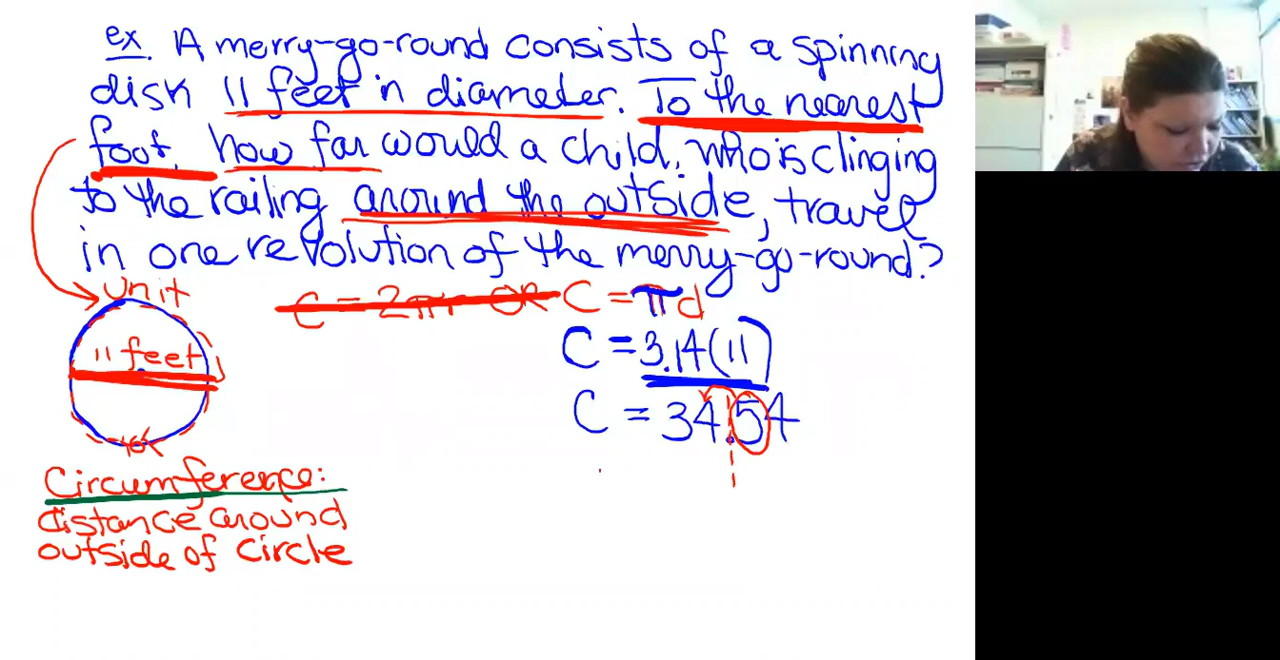 ex. A merry-go-round consists of a spinning
disk 11 feet in diameter. To the nearest
foot, how far would a child, who is clinging
to the railing around the outside, travel
in one revolution of the merry-go-round?
unit
C = 2πr OR C = πd
11 feet
C = 3.14(11)
C = 34.54
Circumference:
distance around
outside of circle